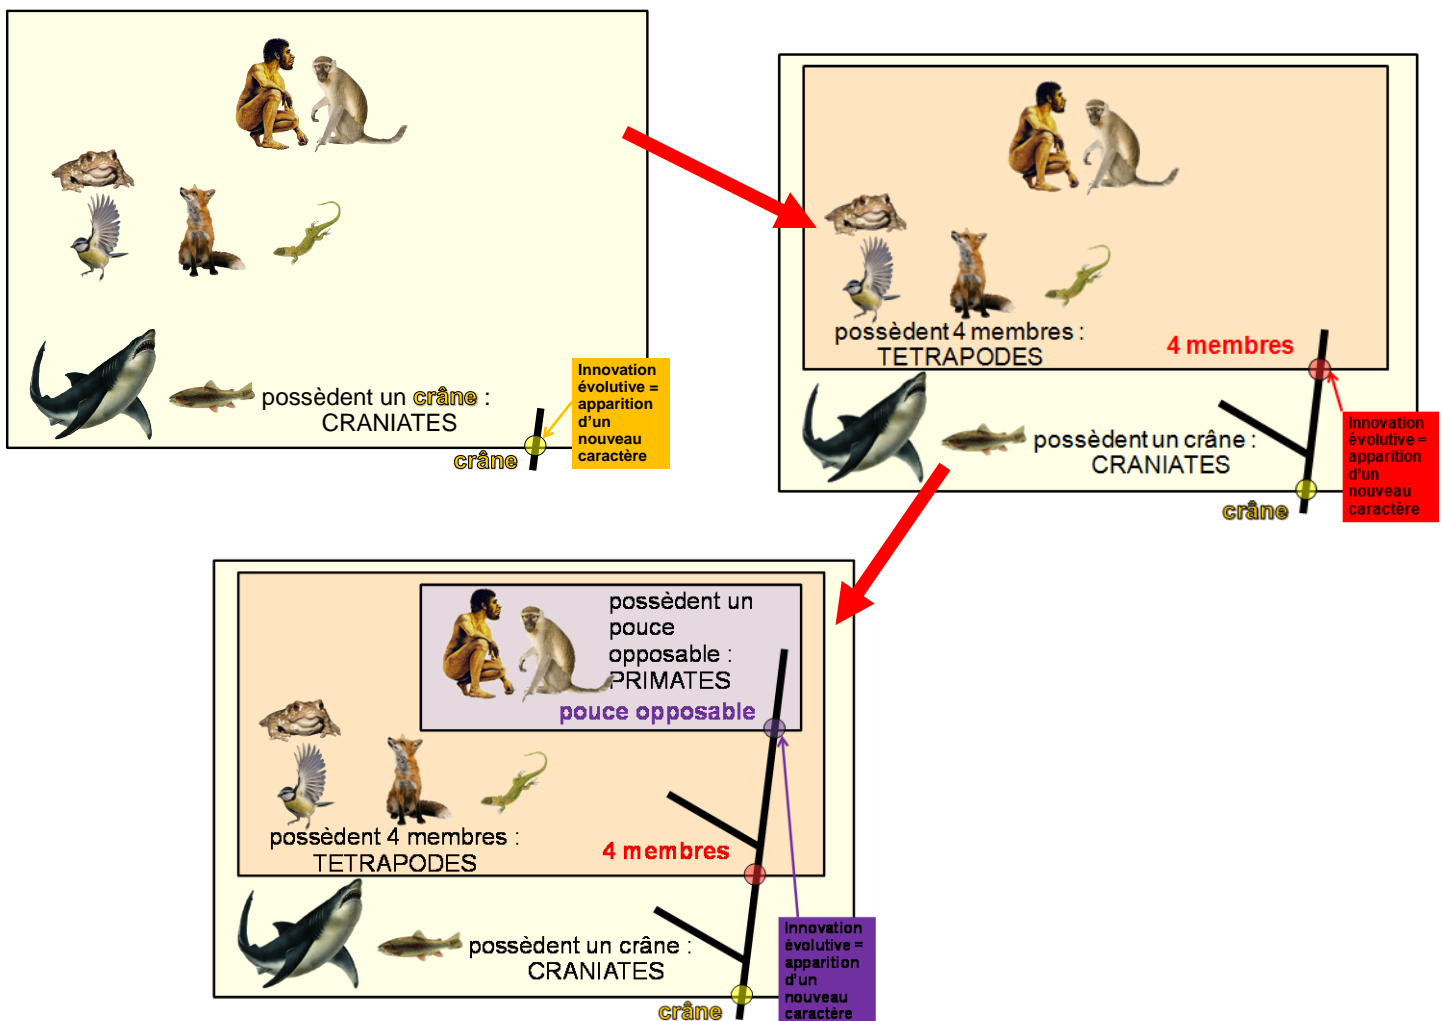 possèdent un crâne :
CRANIATES
crâne
Innovation
évolutive =
apparition
d'un
nouveau
caractère
possèdent 4 membres :
TETRAPODES
4 membres
possèdent un crâne :
CRANIATES
crâne
Innovation
évolutive =
apparition
d'un
nouveau
caractère
possèdent un
pouce
opposable :
PRIMATES
pouce opposable
possèdent 4 membres :
TETRAPODES
4 membres
possèdent un crâne :
CRANIATES
crâne
Innovation
évolutive =
apparition
d'un
nouveau
caractère